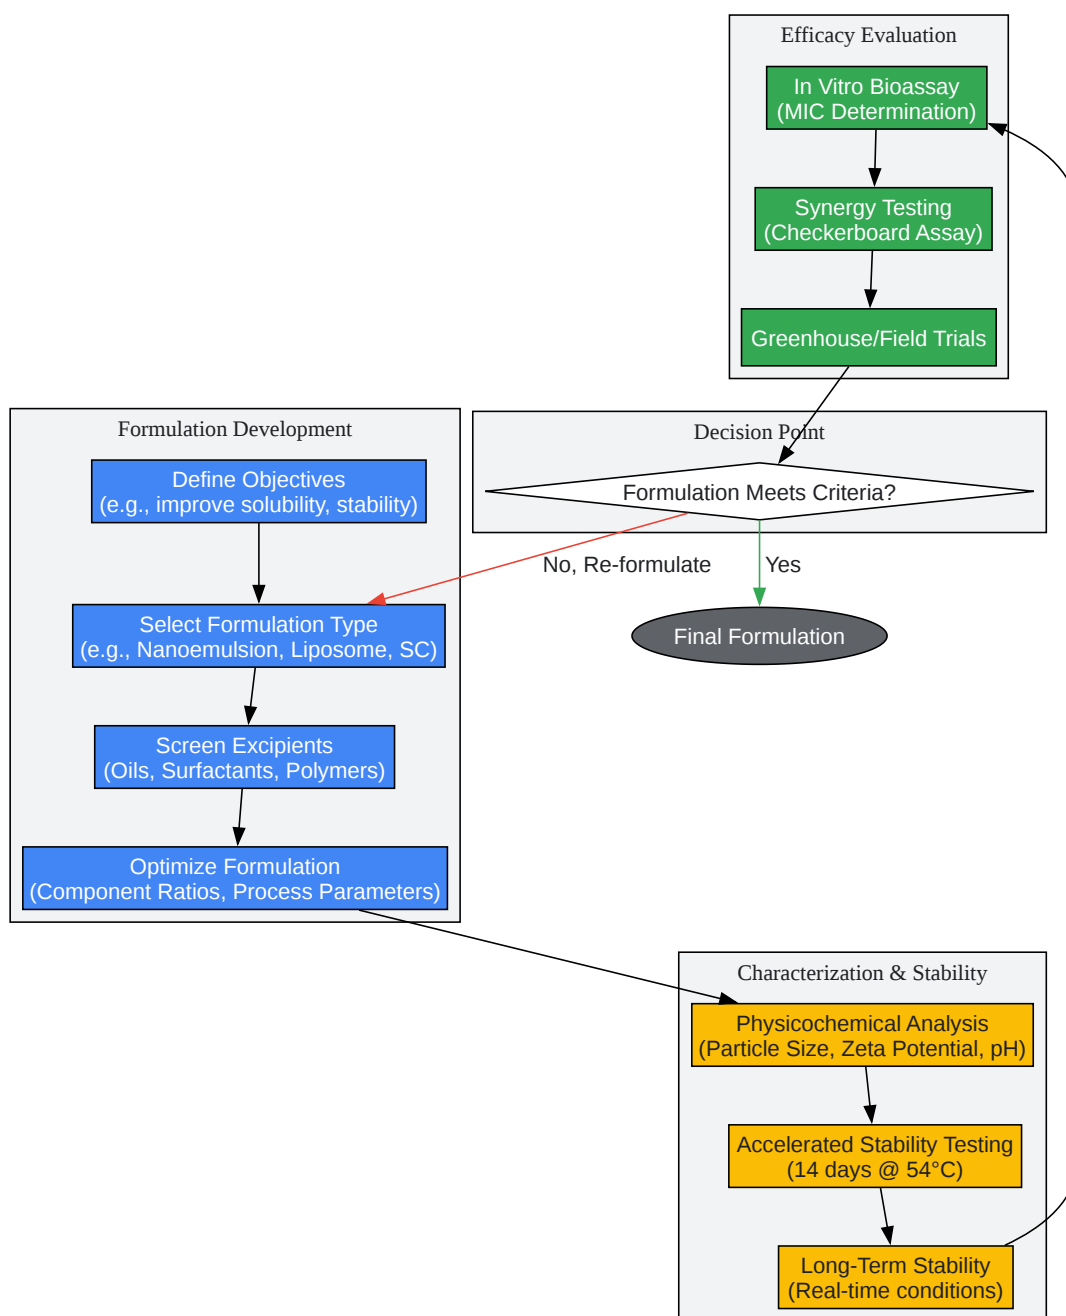 Efficacy Evaluation
In Vitro Bioassay
(MIC Determination)
Synergy Testing
(Checkerboard Assay)
Greenhouse/Field Trials
Decision Point
Formulation Meets Criteria?
No, Re-formulate
Yes
Final Formulation
Formulation Development
Define Objectives
(e.g., improve solubility, stability)
Select Formulation Type
(e.g., Nanoemulsion, Liposome, SC)
Screen Excipients
(Oils, Surfactants, Polymers)
Optimize Formulation
(Component Ratios, Process Parameters)
Characterization & Stability
Physicochemical Analysis
(Particle Size, Zeta Potential, pH)
Accelerated Stability Testing
(14 days @ 54°C)
Long-Term Stability
(Real-time conditions)